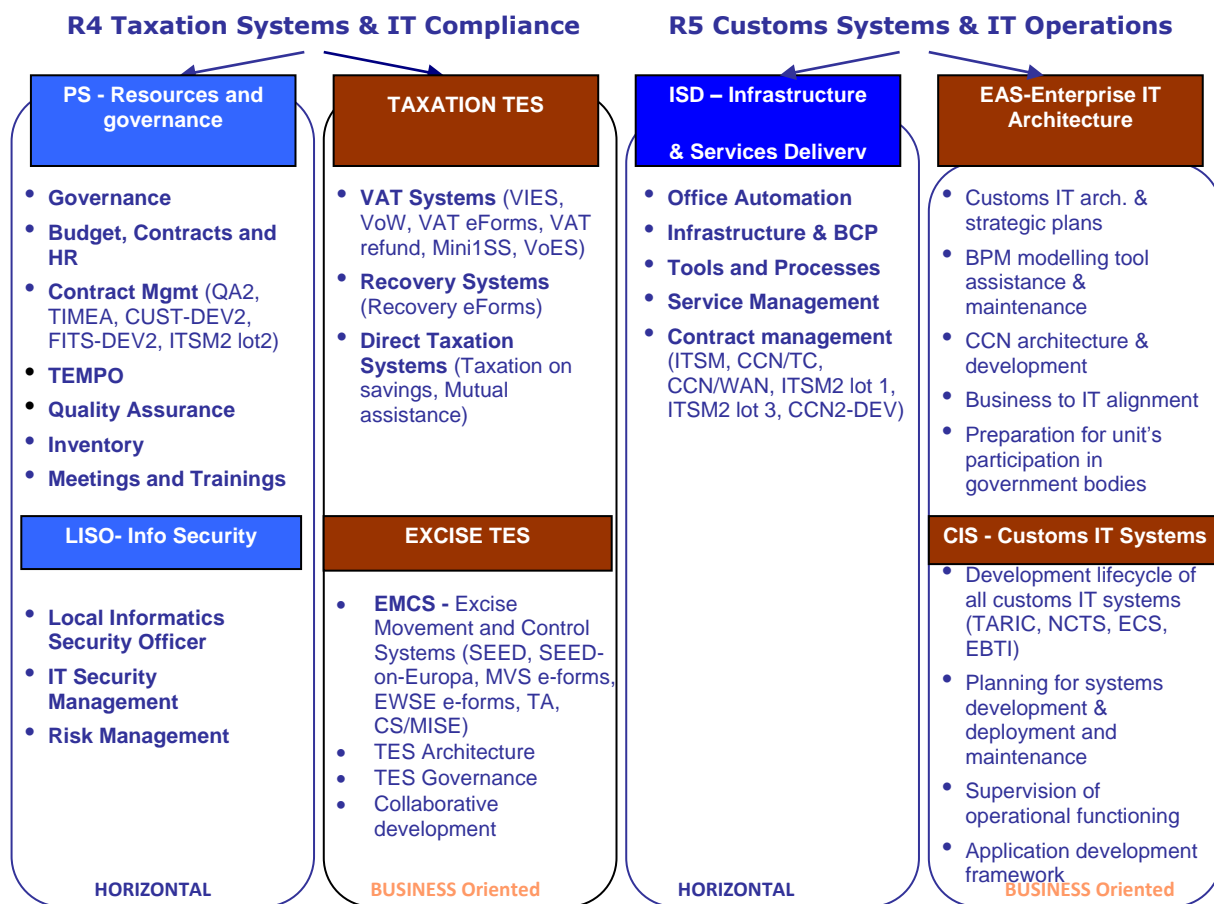 R4 Taxation Systems & IT Compliance
R5 Customs Systems & IT Operations
PS - Resources and
governance
• Governance
• Budget, Contracts and
HR
• Contract Mgmt (QA2,
TIMEA, CUST-DEV2,
FITS-DEV2, ITSM2 lot2)
• TEMPO
• Quality Assurance
• Inventory
• Meetings and Trainings
LISO- Info Security
• Local Informatics
Security Officer
• IT Security
Management
• Risk Management
HORIZONTAL
TAXATION TES
• VAT Systems (VIES,
VoW, VAT eForms, VAT
refund, Mini1SS, VoES)
• Recovery Systems
(Recovery eForms)
• Direct Taxation
Systems (Taxation on
savings, Mutual
assistance)
EXCISE TES
• EMCS - Excise
Movement and Control
Systems (SEED, SEED-
on-Europa, MVS e-forms,
EWSE e-forms, TA,
CS/MISE)
• TES Architecture
• TES Governance
• Collaborative
development
BUSINESS Oriented
ISD – Infrastructure
& Services Delivery
• Office Automation
• Infrastructure & BCP
• Tools and Processes
• Service Management
• Contract management
(ITSM, CCN/TC,
CCN/WAN, ITSM2 lot 1,
ITSM2 lot 3, CCN2-DEV)
HORIZONTAL
EAS-Enterprise IT
Architecture
• Customs IT arch. &
strategic plans
• BPM modelling tool
assistance &
maintenance
• CCN architecture &
development
• Business to IT alignment
• Preparation for unit's
participation in
government bodies
CIS - Customs IT Systems
• Development lifecycle of
all customs IT systems
(TARIC, NCTS, ECS,
EBTI)
• Planning for systems
development &
deployment and
maintenance
• Supervision of
operational functioning
• Application development
framework
BUSINESS Oriented